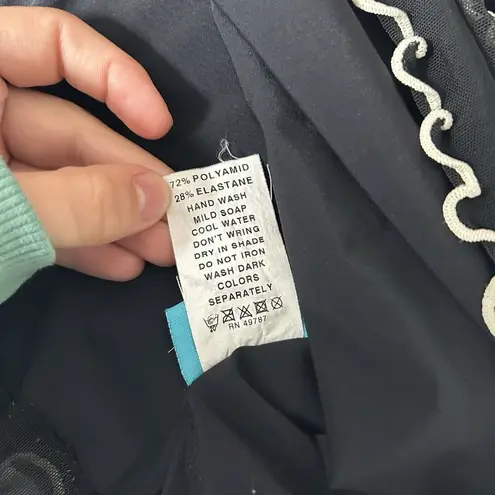 72% POLYAMID
28% ELASTANE
HAND WASH
MILD SOAP
COOL WATER
DON'T WRING
DRY IN SHADE
DO NOT IRON
WASH DARK
COLORS
SEPARATELY
RN 49787